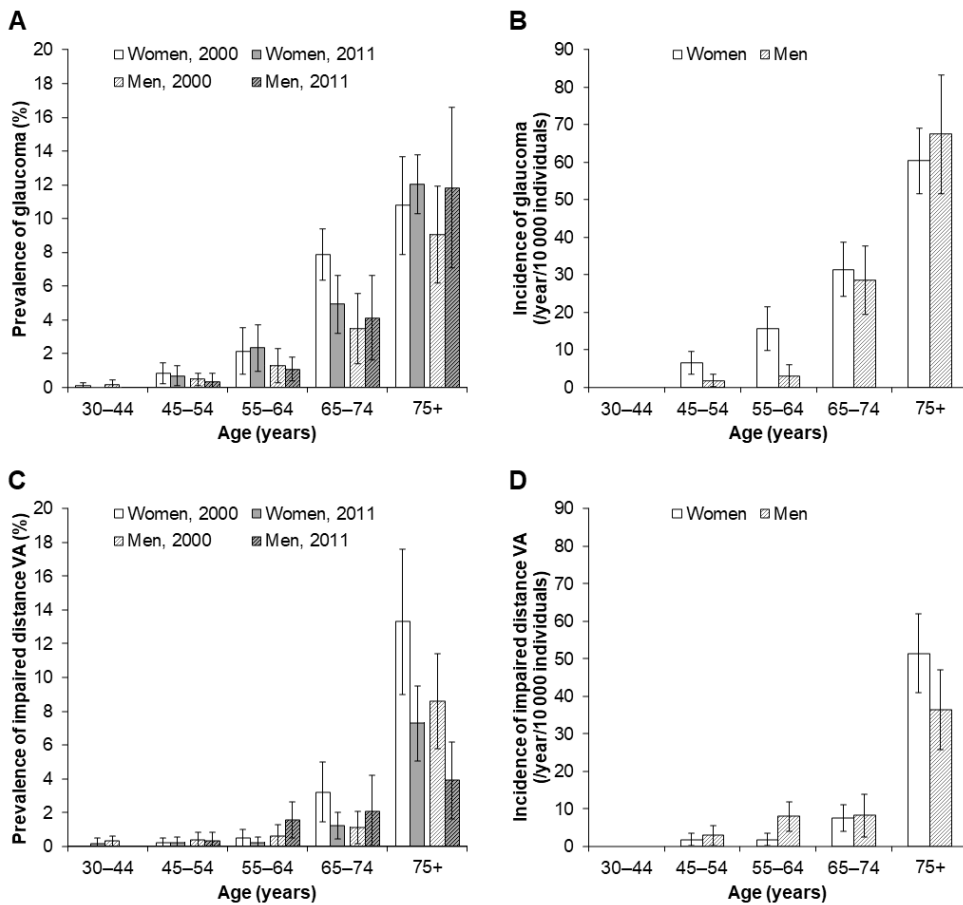 A
Prevalence of glaucoma (%)
20
18
16
14
12
10
8
6
4
2
0
Women, 2000
Women, 2011
Men, 2000
Men, 2011
30–44
45–54
55–64
65–74
75+
Age (years)
B
Incidence of glaucoma
(/year/10 000 individuals)
90
80
70
60
50
40
30
20
10
0
Women
Men
30–44
45–54
55–64
65–74
75+
Age (years)
C
Prevalence of impaired distance VA (%)
20
18
16
14
12
10
8
6
4
2
0
Women, 2000
Women, 2011
Men, 2000
Men, 2011
30–44
45–54
55–64
65–74
75+
Age (years)
D
Incidence of impaired distance VA
(/year/10 000 individuals)
90
80
70
60
50
40
30
20
10
0
Women
Men
30–44
45–54
55–64
65–74
75+
Age (years)